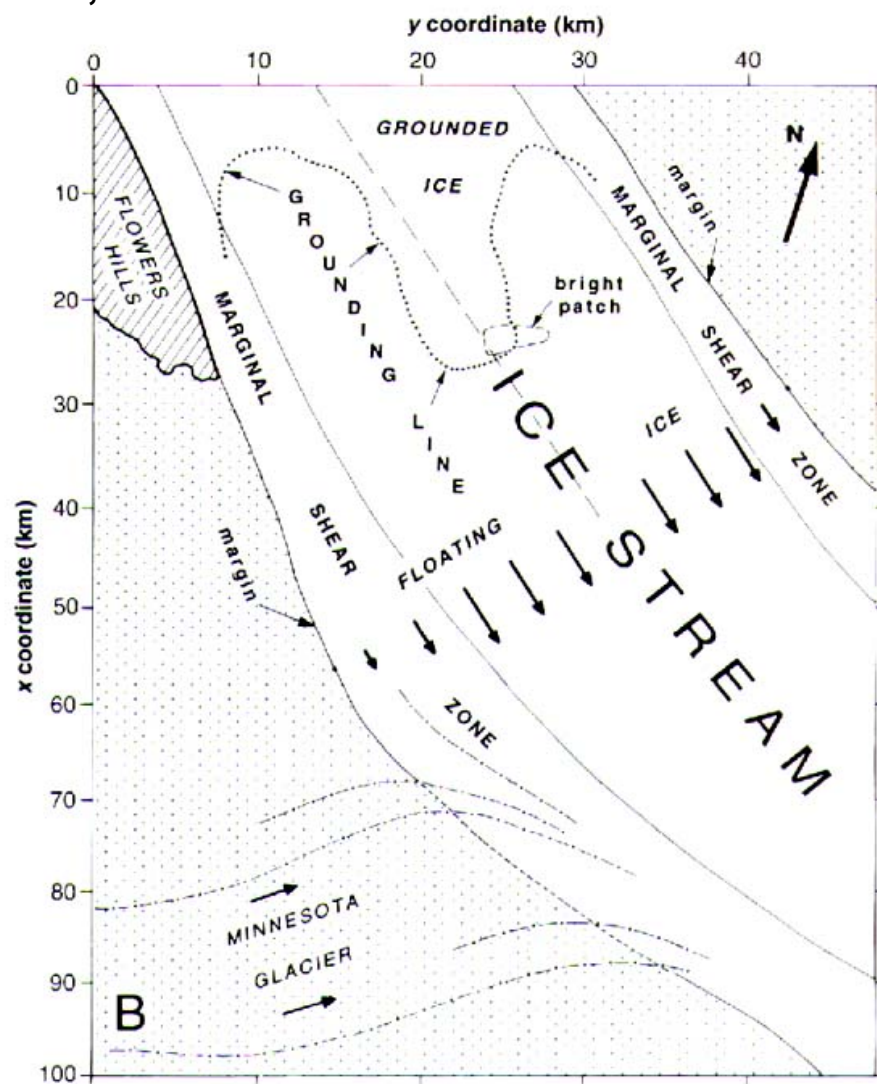 y coordinate (km)
0 10 20 30 40
0
10
20
30
40
50
60
70
80
90
100
x coordinate (km)
GROUNDED
ICE
N
margin
FLOWERS
HILLS
GROUNDING
LINE
MARGINAL
SHEAR
ZONE
bright
patch
MARGINAL
SHEAR
ZONE
ICE
STREAM
FLOATING
ICE
margin
MINNESOTA
GLACIER
B